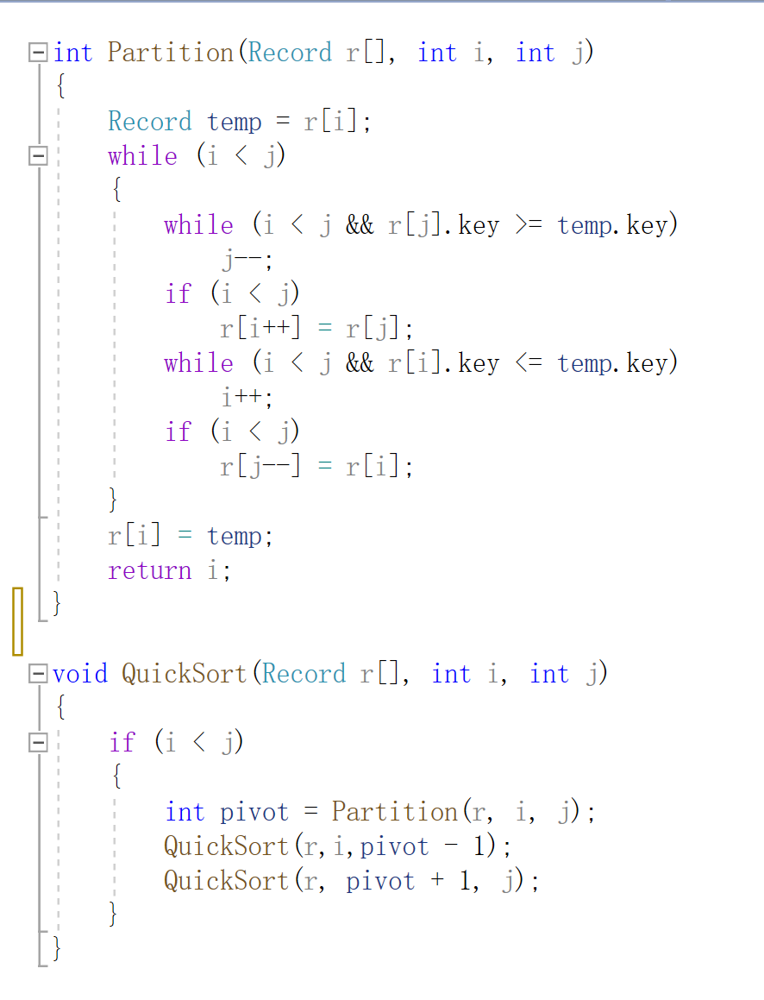 int Partition(Record r[], int i, int j)
{
    Record temp = r[i];
    while (i < j)
    {
        while (i < j && r[j].key >= temp.key)
            j--;
        if (i < j)
            r[i++] = r[j];
        while (i < j && r[i].key <= temp.key)
            i++;
        if (i < j)
            r[j--] = r[i];
    }
    r[i] = temp;
    return i;
}
void QuickSort(Record r[], int i, int j)
{
    if (i < j)
    {
        int pivot = Partition(r, i, j);
        QuickSort(r,i,pivot - 1);
        QuickSort(r, pivot + 1, j);
    }
}